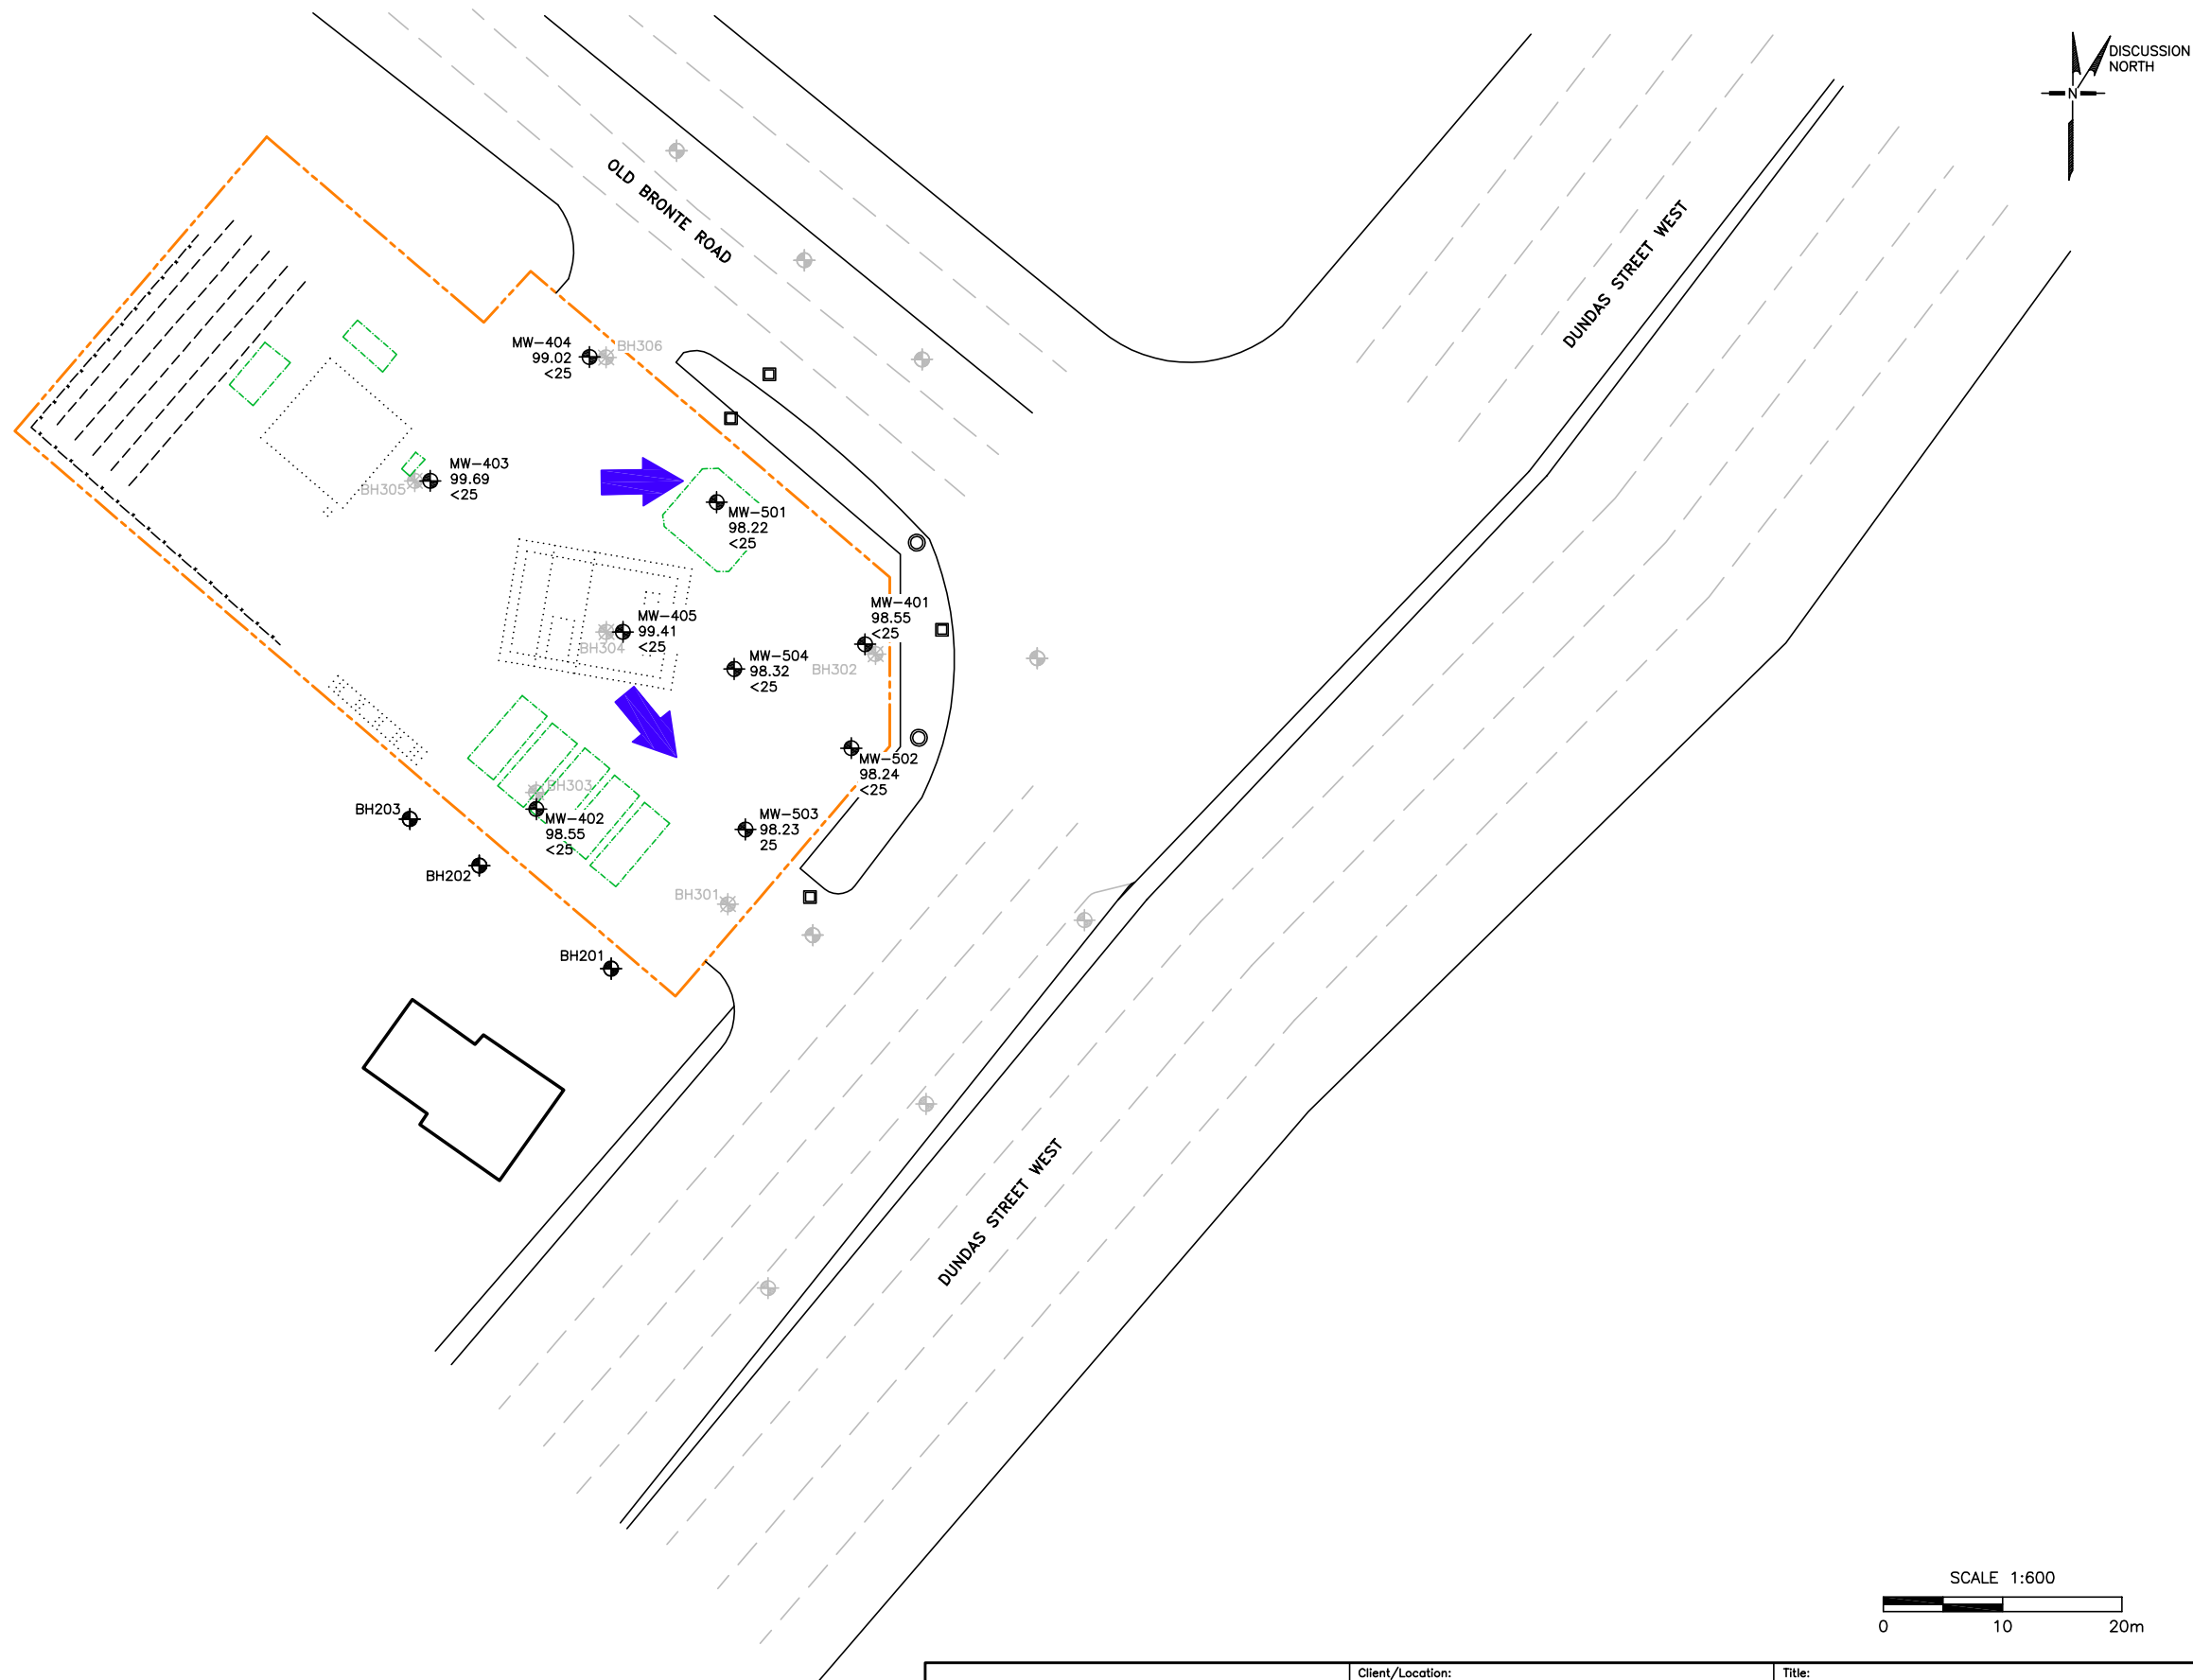 DISCUSSION
NORTH
N
OLD BRONTE ROAD
DUNDAS STREET WEST
MW-404
99.02
<25
BH306
MW-403
99.69
<25
BH305
MW-501
98.22
<25
MW-401
98.55
<25
BH302
MW-405
99.41
<25
BH304
MW-504
98.32
<25
MW-502
98.24
<25
BH303
MW-402
98.55
<25
MW-503
98.23
25
BH203
BH202
BH301
BH201
DUNDAS STREET WEST
SCALE 1:600
0 10 20m
Client/Location:
Title: